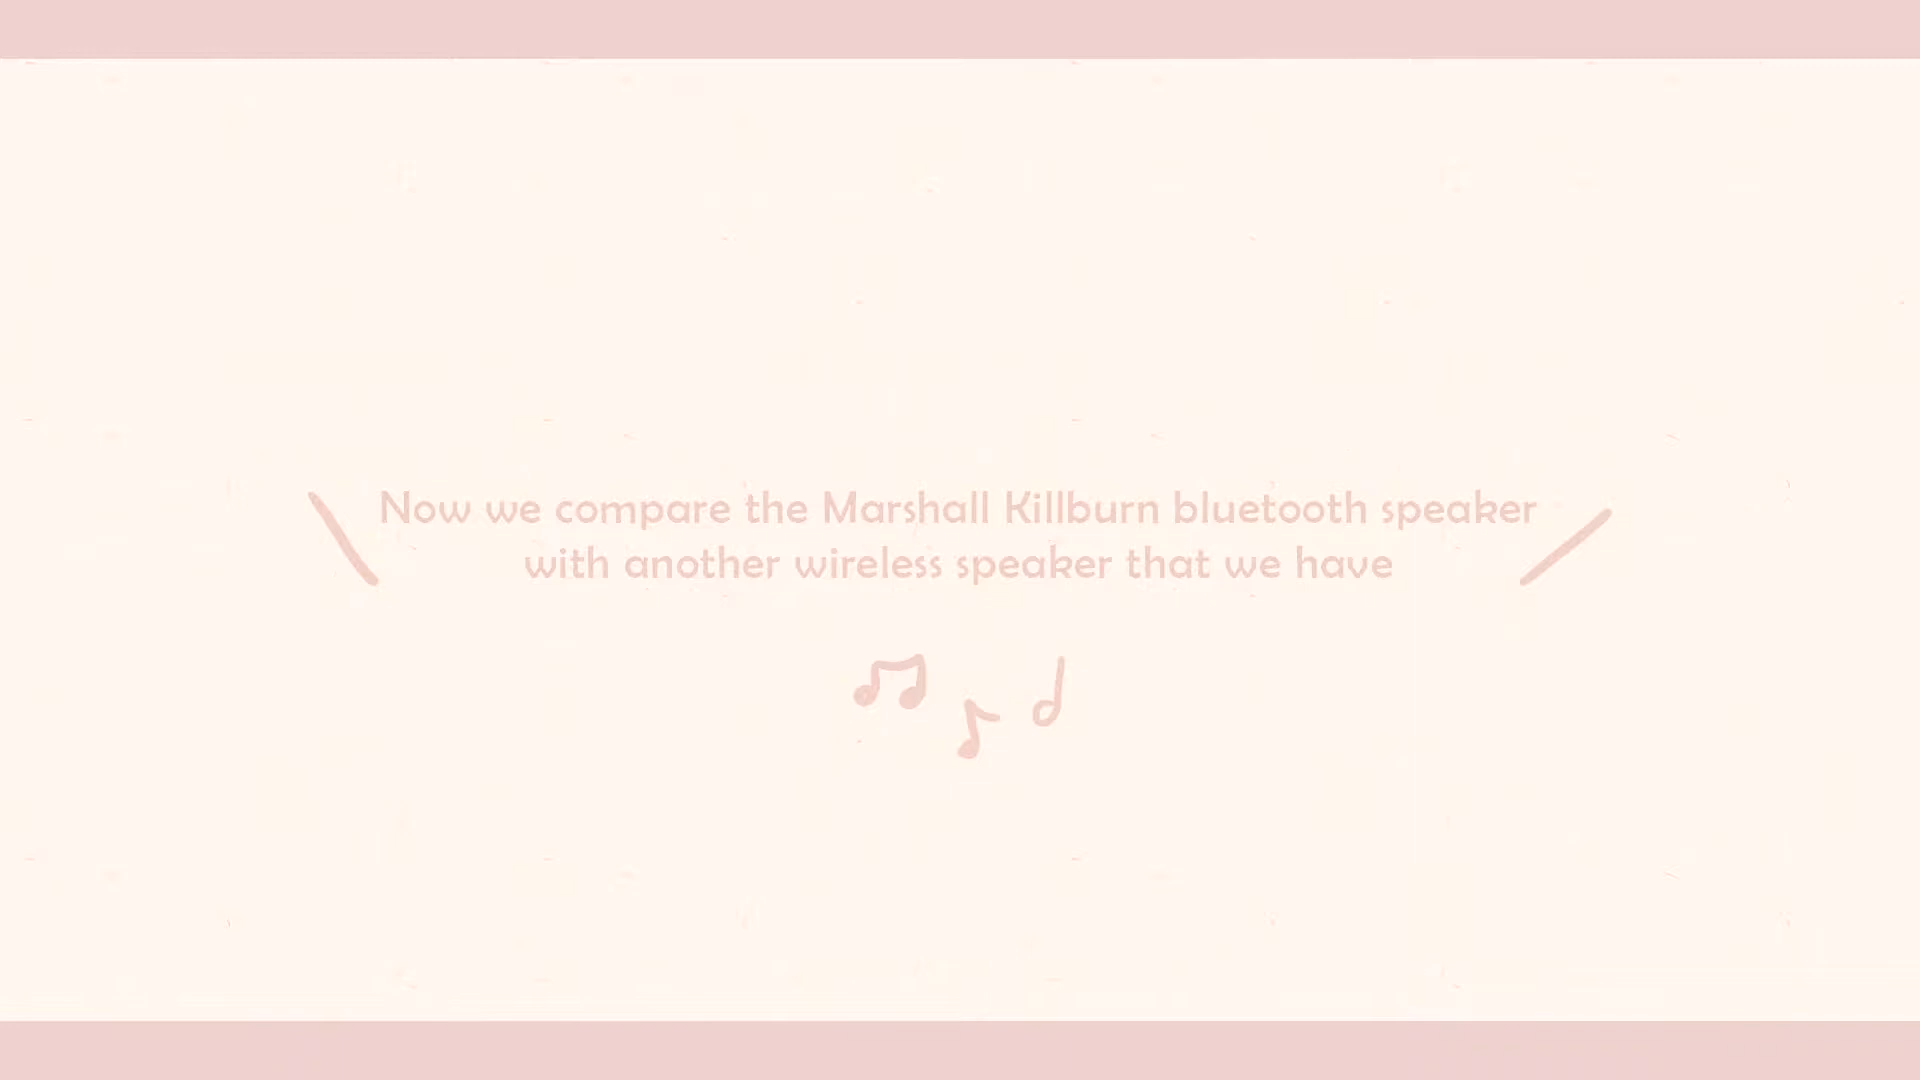 Now we compare the Marshall Killburn bluetooth speaker
with another wireless speaker that we have